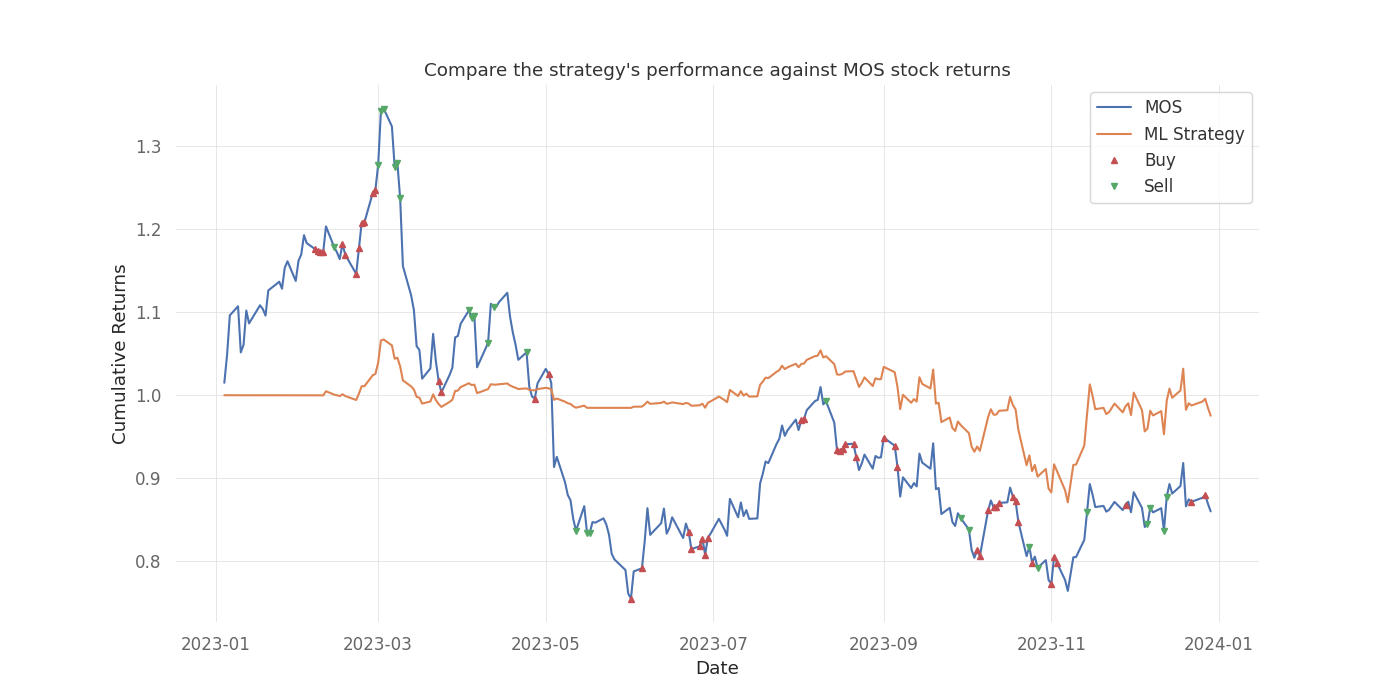 Compare the strategy's performance against MOS stock returns
MOS
ML Strategy
Buy
Sell
Cumulative Returns
1.3
1.2
1.1
1.0
0.9
0.8
2023-01
2023-03
2023-05
2023-07
2023-09
2023-11
2024-01
Date